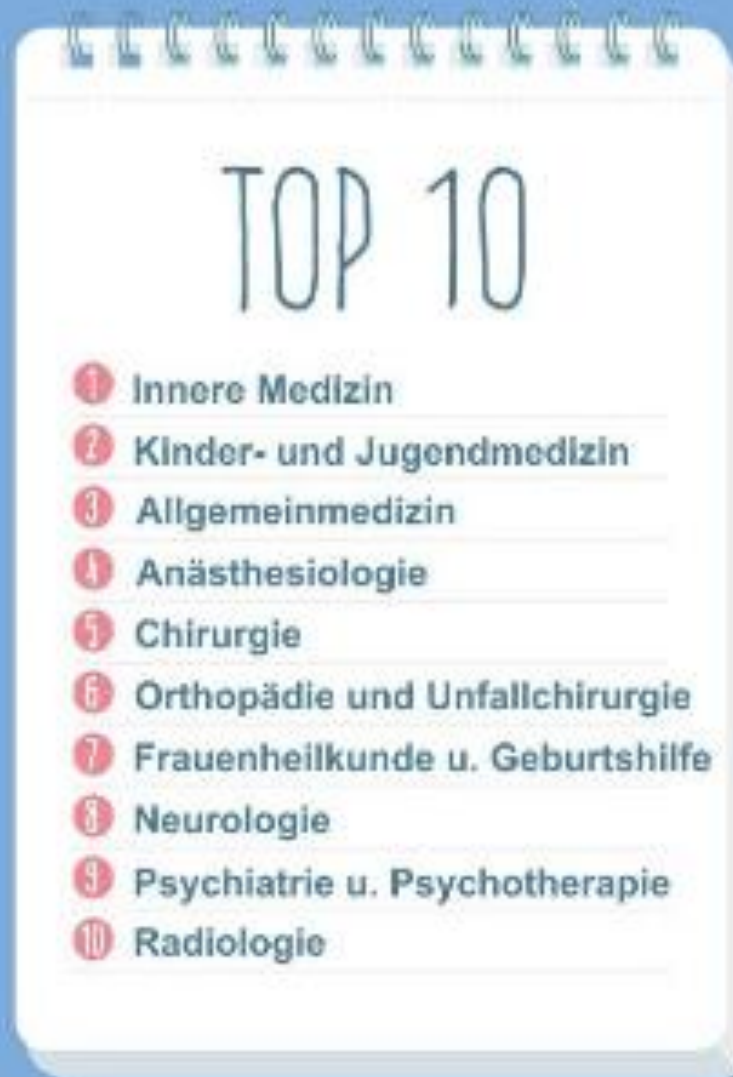 TOP 10
1 Innere Medizin
2 Kinder- und Jugendmedizin
3 Allgemeinmedizin
4 Anästhesiologie
5 Chirurgie
6 Orthopädie und Unfallchirurgie
7 Frauenheilkunde u. Geburtshilfe
8 Neurologie
9 Psychiatrie u. Psychotherapie
10 Radiologie